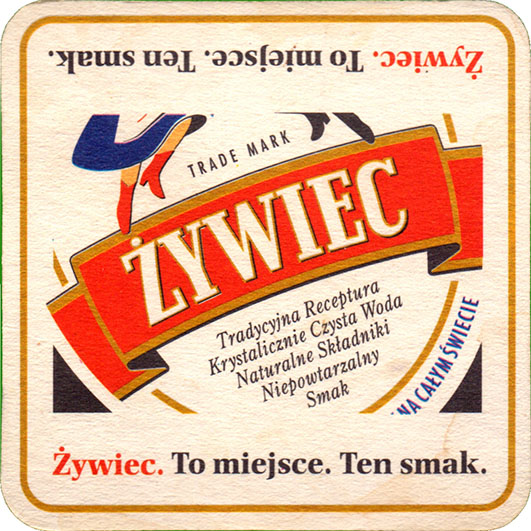 Żywiec. To miejsce. Ten smak.
TRADE MARK
ŻYWIEC
Tradycyjna Receptura
Krystalicznie Czysta Woda
Naturalne Składniki
Niepowtarzalny
Smak
NA CAŁYM ŚWIECIE
Żywiec. To miejsce. Ten smak.